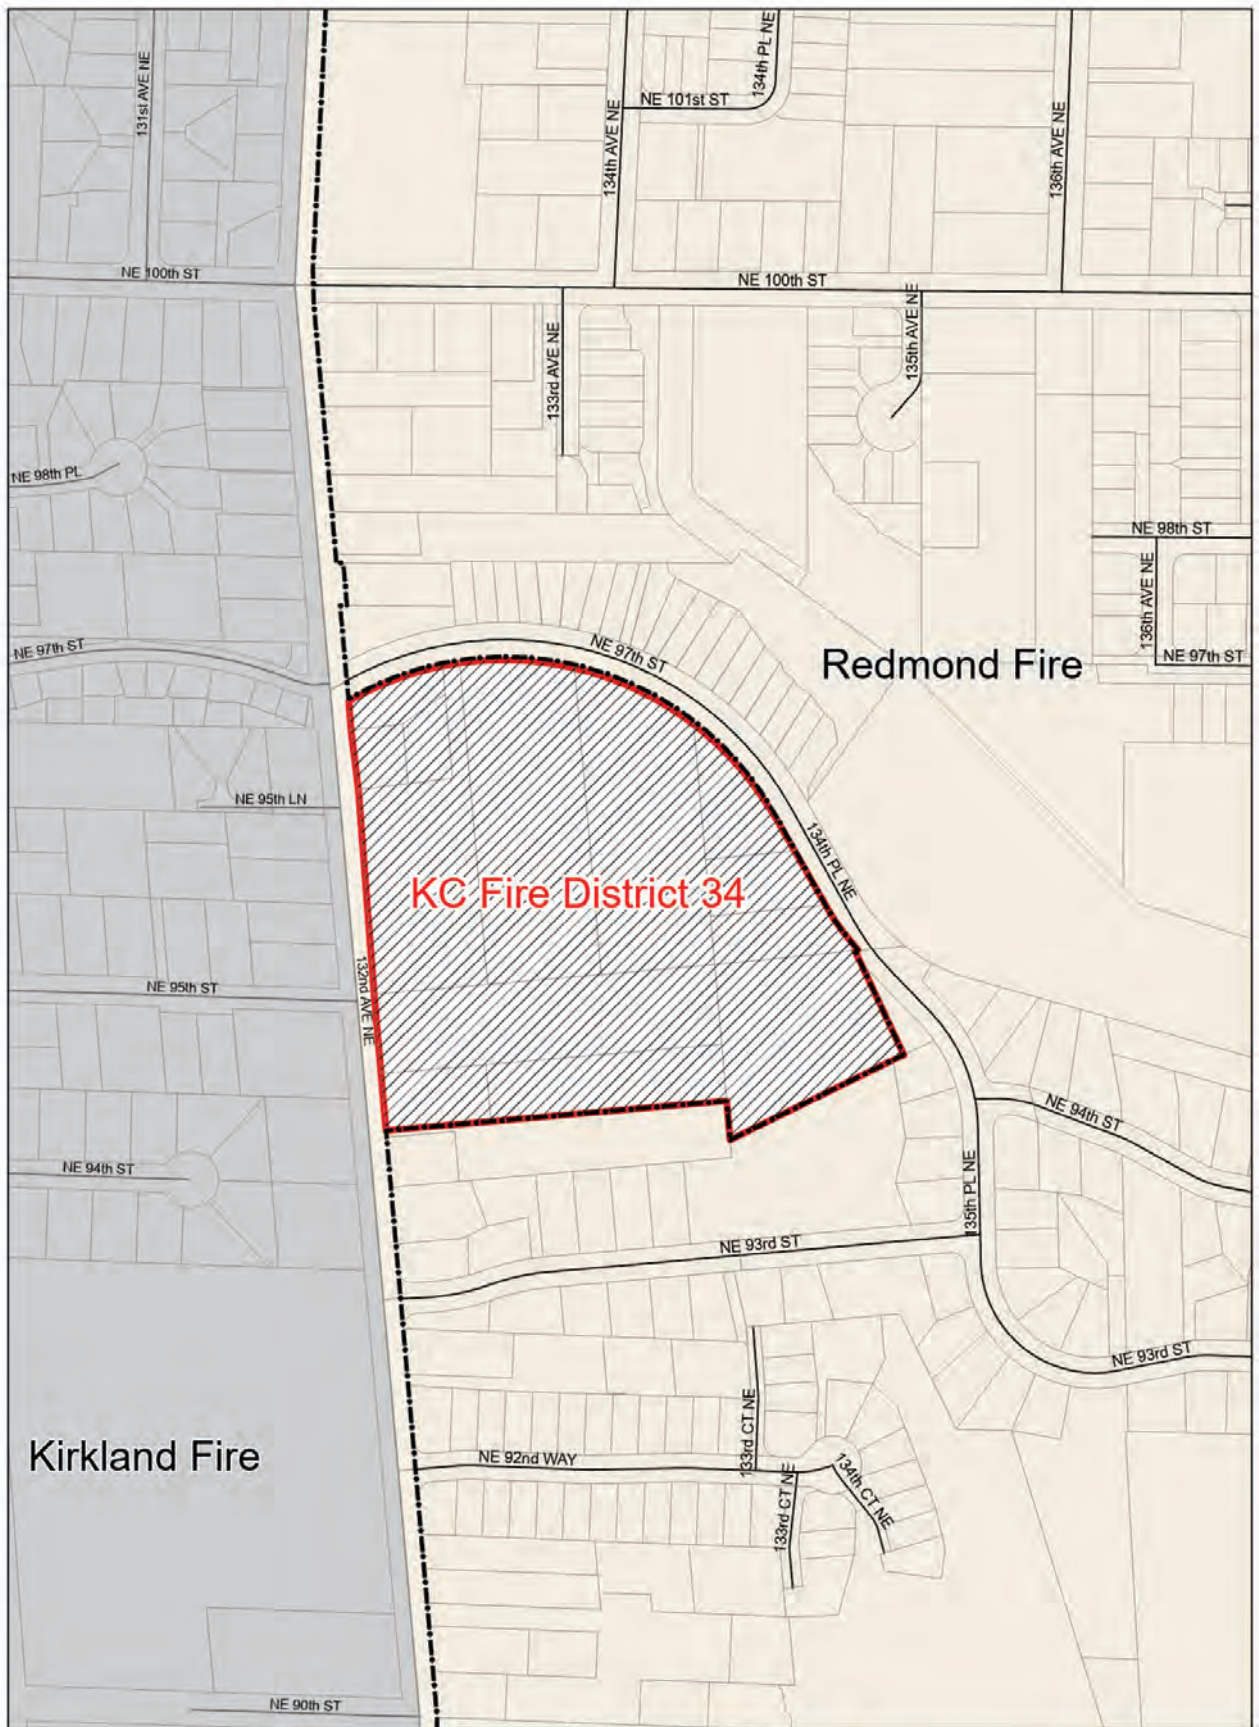 131st AVE NE
134th PL NE
NE 101st ST
134th AVE NE
136th AVE NE
NE 100th ST
NE 100th ST
133rd AVE NE
135th AVE NE
NE 98th PL
NE 98th ST
136th AVE NE
NE 97th ST
NE 97th ST
NE 97th ST
Redmond Fire
NE 95th LN
134th PL NE
KC Fire District 34
132nd AVE NE
NE 95th ST
NE 94th ST
NE 94th ST
135th PL NE
NE 93rd ST
NE 93rd ST
133rd CT NE
Kirkland Fire
NE 92nd WAY
134th CT NE
133rd CT NE
NE 90th ST